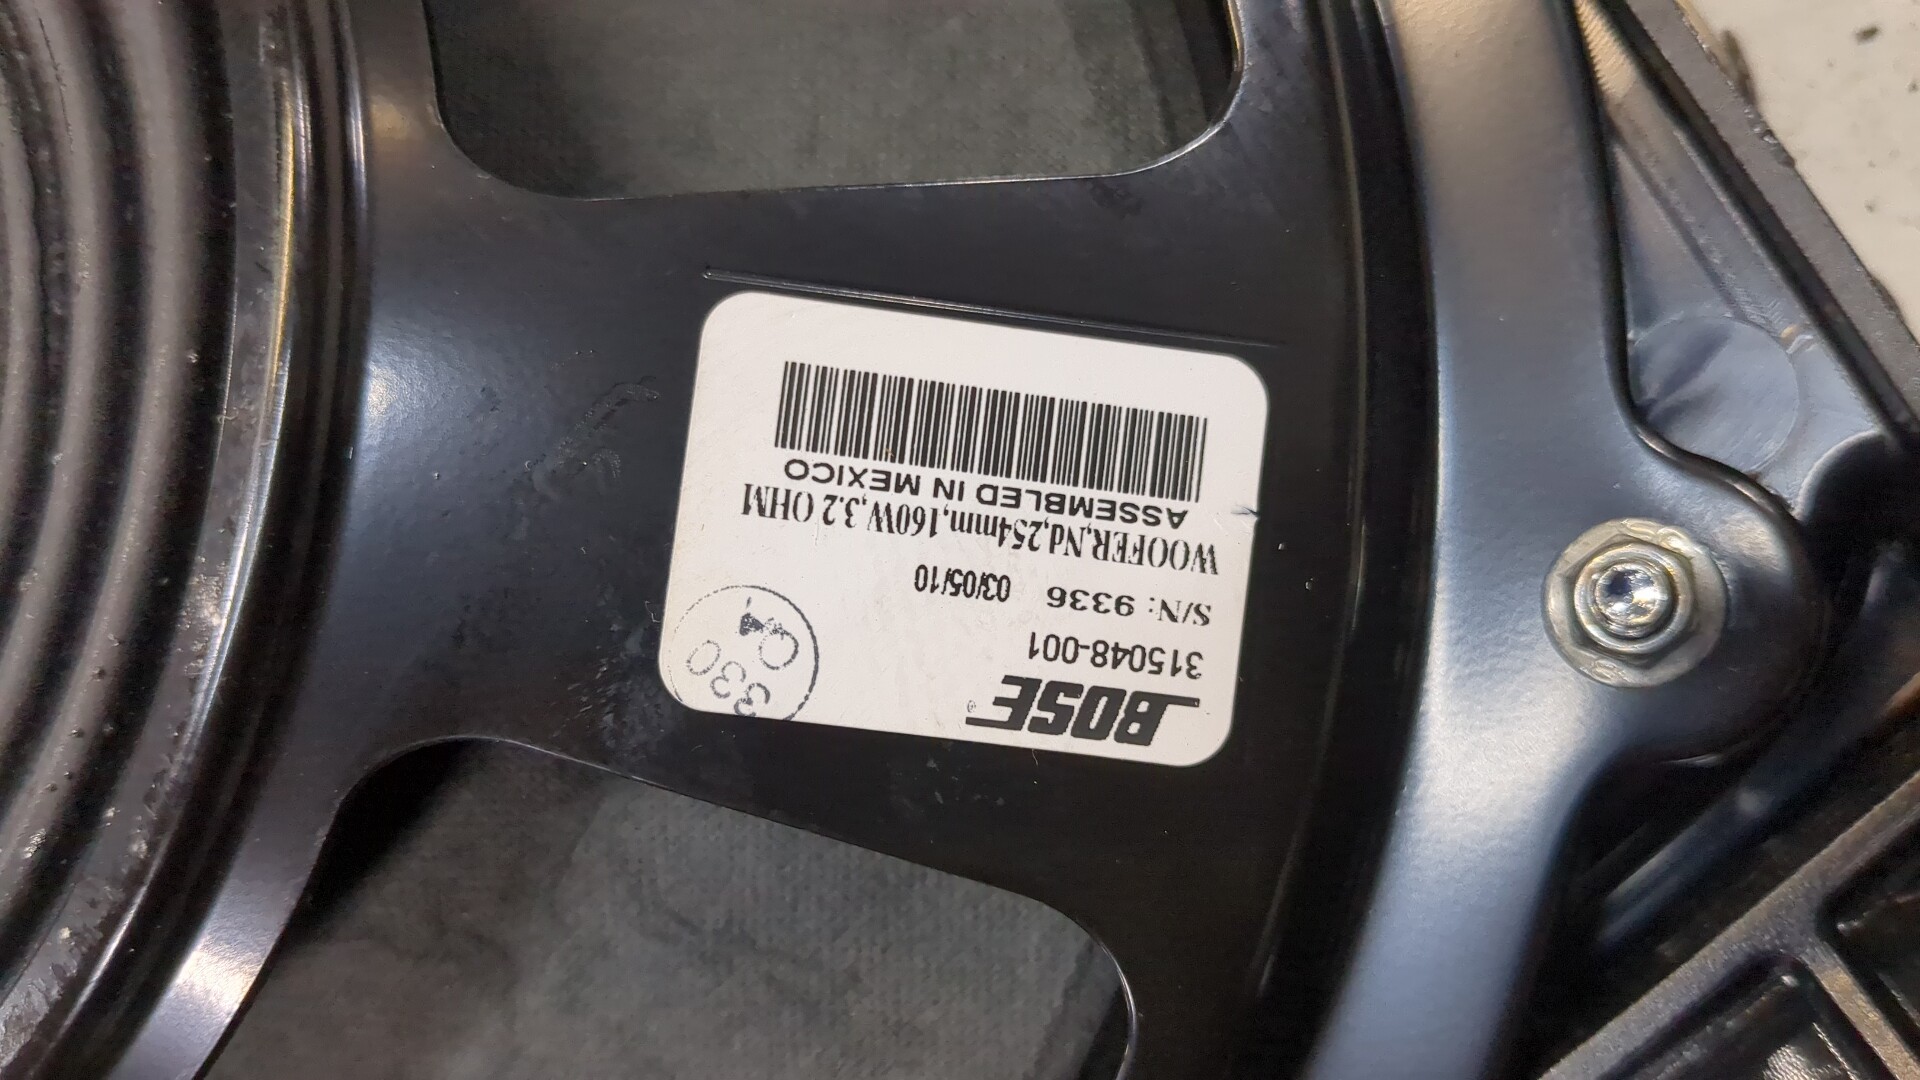 BOSE®
315048-001
S/N: 9336 03/05/10
WOOFER,Nd,254mm,160W,3.2 OHM
ASSEMBLED IN MEXICO
330